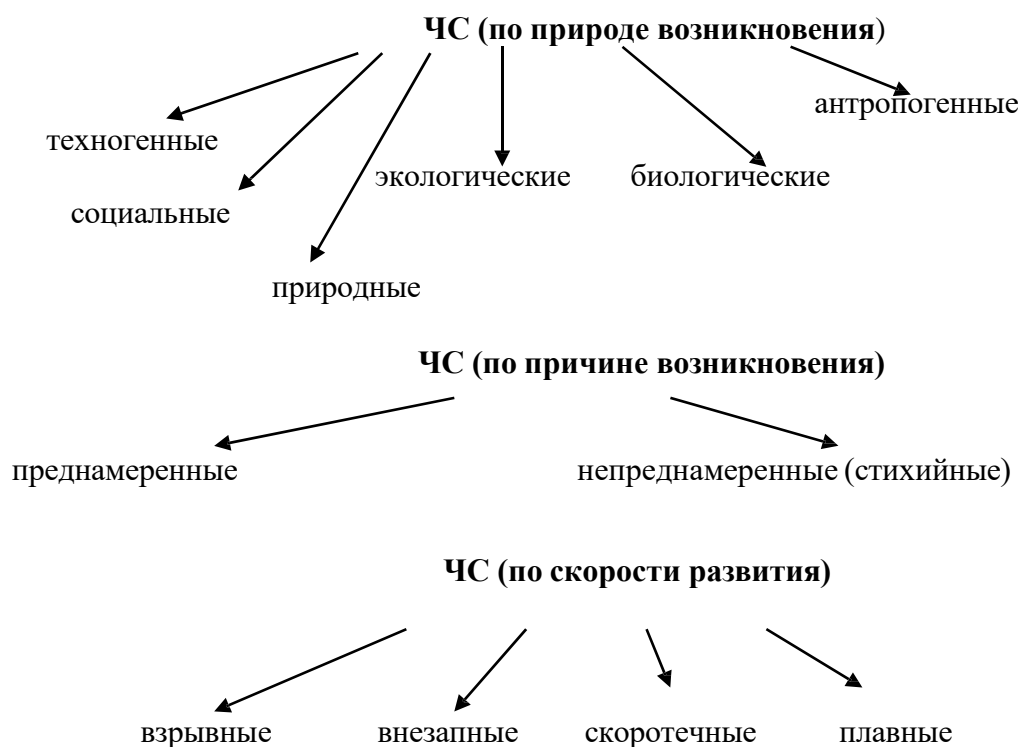 ЧС (по природе возникновения)
антропогенные
техногенные
экологические биологические
социальные
природные
ЧС (по причине возникновения)
преднамеренные непреднамеренные (стихийные)
ЧС (по скорости развития)
взрывные внезапные скоротечные плавные